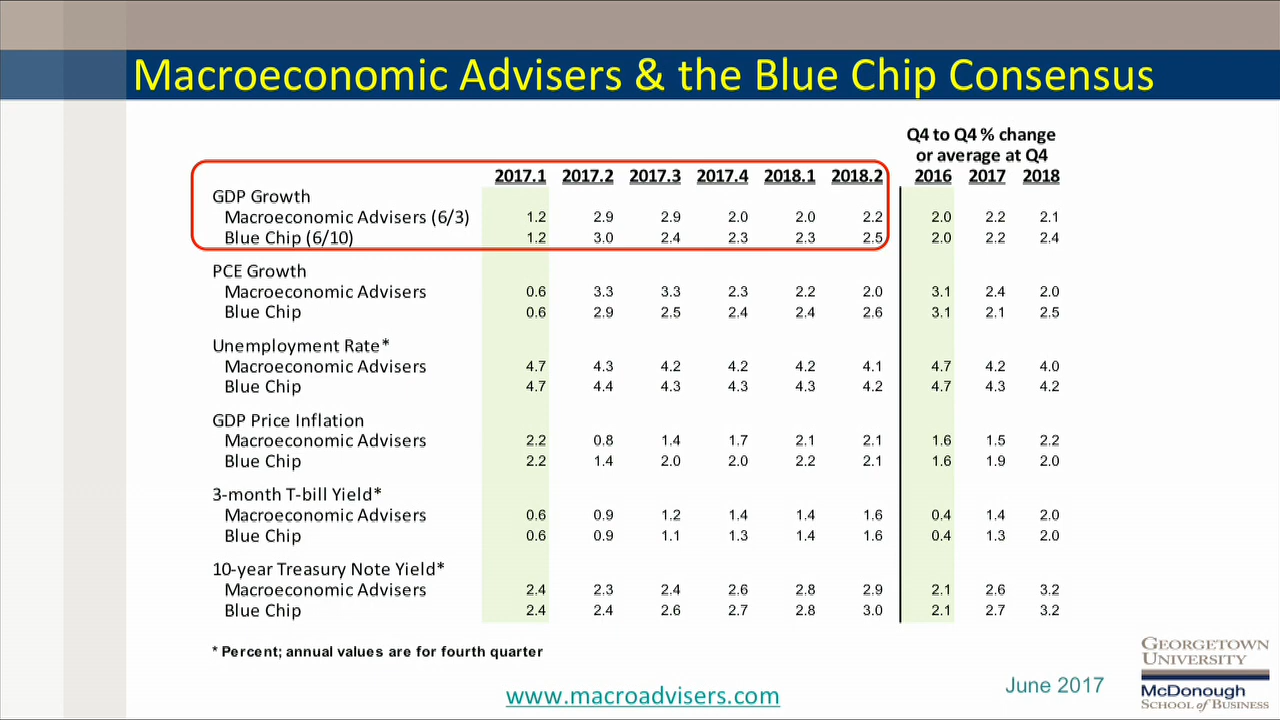 Macroeconomic Advisers & the Blue Chip Consensus
Q4 to Q4 % change
or average at Q4
2017.1 2017.2 2017.3 2017.4 2018.1 2018.2 2016 2017 2018
GDP Growth
Macroeconomic Advisers (6/3) 1.2 2.9 2.9 2.0 2.0 2.2 2.0 2.2 2.1
Blue Chip (6/10) 1.2 3.0 2.4 2.3 2.3 2.5 2.0 2.2 2.4
PCE Growth
Macroeconomic Advisers 0.6 3.3 3.3 2.3 2.2 2.0 3.1 2.4 2.0
Blue Chip 0.6 2.9 2.5 2.4 2.4 2.6 3.1 2.1 2.5
Unemployment Rate*
Macroeconomic Advisers 4.7 4.3 4.2 4.2 4.2 4.1 4.7 4.2 4.0
Blue Chip 4.7 4.4 4.3 4.3 4.3 4.2 4.7 4.3 4.2
GDP Price Inflation
Macroeconomic Advisers 2.2 0.8 1.4 1.7 2.1 2.1 1.6 1.5 2.2
Blue Chip 2.2 1.4 2.0 2.0 2.2 2.1 1.6 1.9 2.0
3-month T-bill Yield*
Macroeconomic Advisers 0.6 0.9 1.2 1.4 1.4 1.6 0.4 1.4 2.0
Blue Chip 0.6 0.9 1.1 1.3 1.4 1.6 0.4 1.3 2.0
10-year Treasury Note Yield*
Macroeconomic Advisers 2.4 2.3 2.4 2.6 2.8 2.9 2.1 2.6 3.2
Blue Chip 2.4 2.4 2.6 2.7 2.8 3.0 2.1 2.7 3.2
* Percent; annual values are for fourth quarter
www.macroadvisers.com
June 2017
GEORGETOWN
UNIVERSITY
McDonough
SCHOOL of BUSINESS